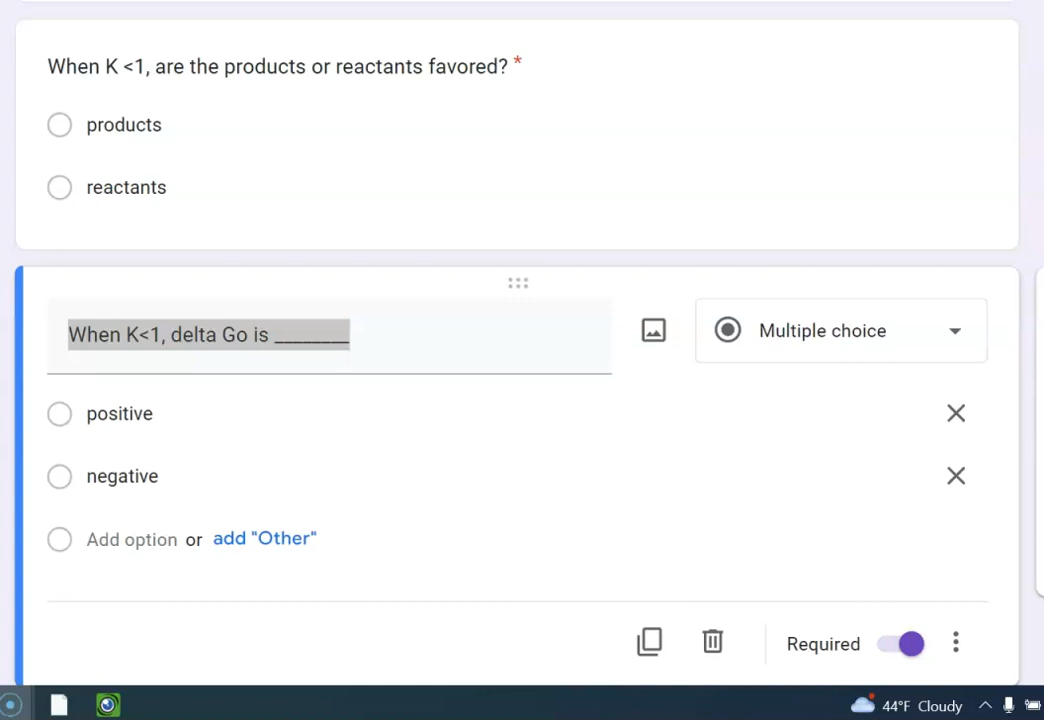 When K <1, are the products or reactants favored? *
products
reactants
When K<1, delta Go is ________
Multiple choice
positive
negative
Add option or add "Other"
Required
44°F Cloudy